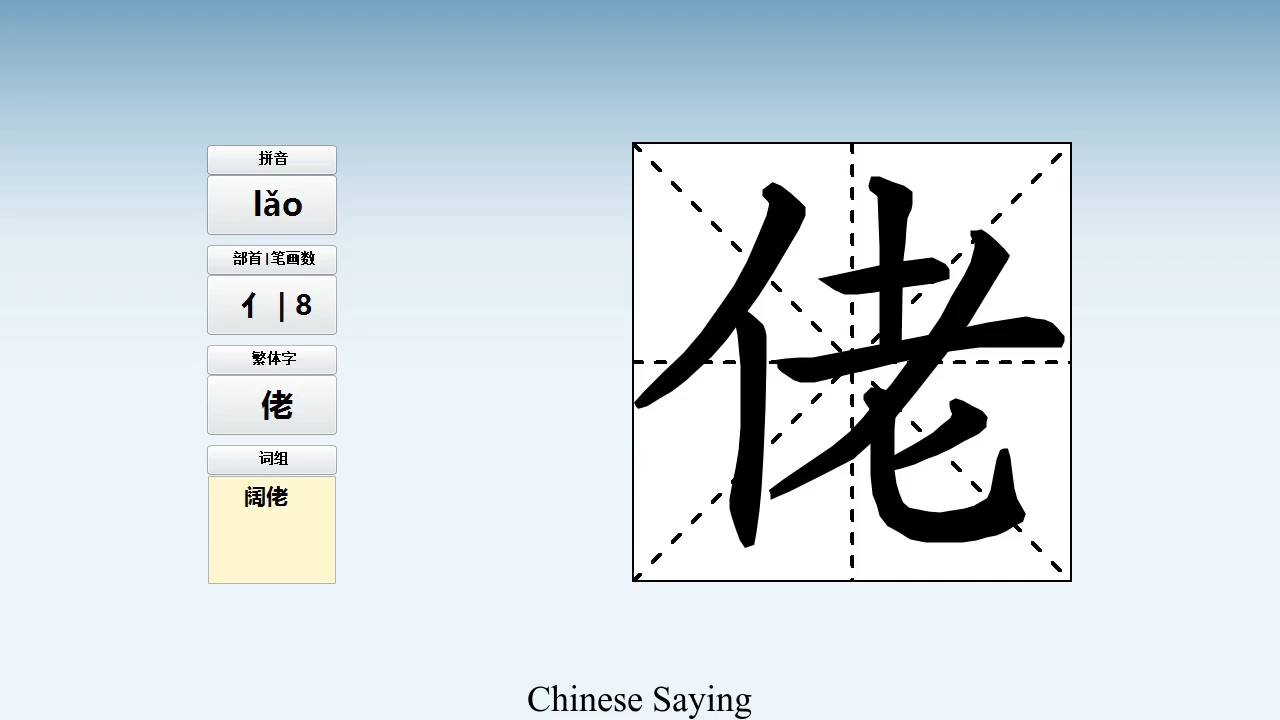 拼音
lǎo
部首|笔画数
亻 | 8
繁体字
佬
词组
阔佬
佬
Chinese Saying